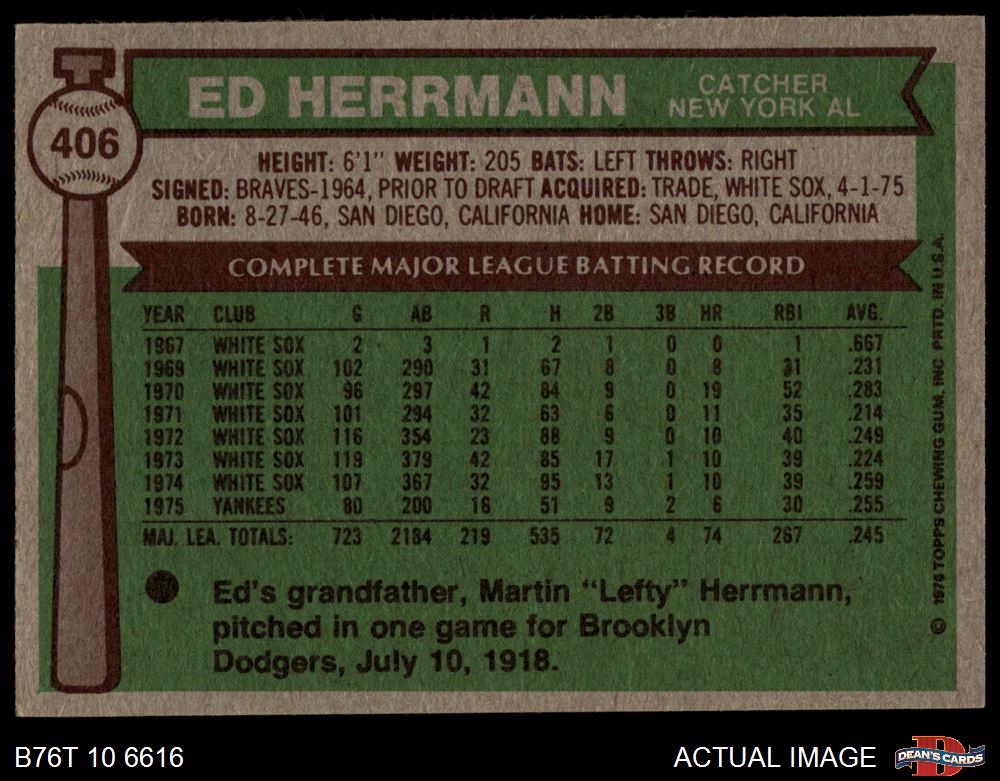 406
ED HERRMANN
CATCHER
NEW YORK AL
HEIGHT: 6'1" WEIGHT: 205 BATS: LEFT THROWS: RIGHT
SIGNED: BRAVES-1964, PRIOR TO DRAFT ACQUIRED: TRADE, WHITE SOX, 4-1-75
BORN: 8-27-46, SAN DIEGO, CALIFORNIA HOME: SAN DIEGO, CALIFORNIA
COMPLETE MAJOR LEAGUE BATTING RECORD
YEAR CLUB G AB R H 2B 3B HR RBI AVG.
1967 WHITE SOX 2 3 1 2 1 0 0 1 .667
1969 WHITE SOX 102 290 31 67 8 0 8 31 .231
1970 WHITE SOX 96 297 42 84 9 0 19 52 .283
1971 WHITE SOX 101 294 32 63 6 0 11 35 .214
1972 WHITE SOX 116 354 23 88 9 0 10 40 .249
1973 WHITE SOX 119 379 42 85 17 1 10 39 .224
1974 WHITE SOX 107 367 32 95 13 1 10 39 .259
1975 YANKEES 80 200 16 51 9 2 6 30 .255
MAJ. LEA. TOTALS: 723 2184 219 535 72 4 74 267 .245
Ed's grandfather, Martin "Lefty" Herrmann,
pitched in one game for Brooklyn
Dodgers, July 10, 1918.
© 1976 TOPPS CHEWING GUM, INC PRTD. IN U.S.A.
B76T 10 6616
ACTUAL IMAGE
D
DEAN'S CARDS